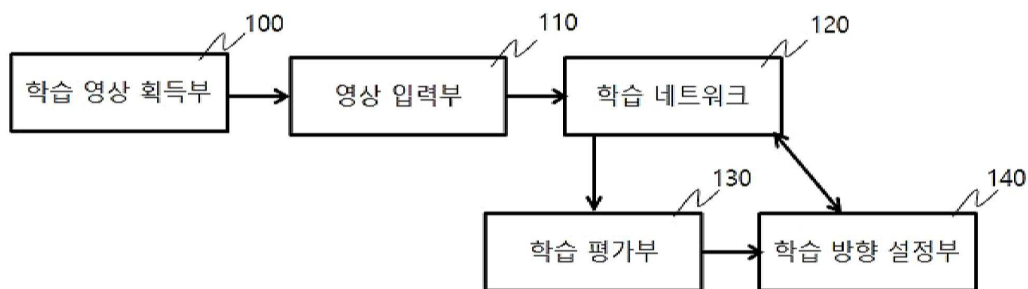 100
110
120
학습 영상 획득부
영상 입력부
학습 네트워크
130
140
학습 평가부
학습 방향 설정부